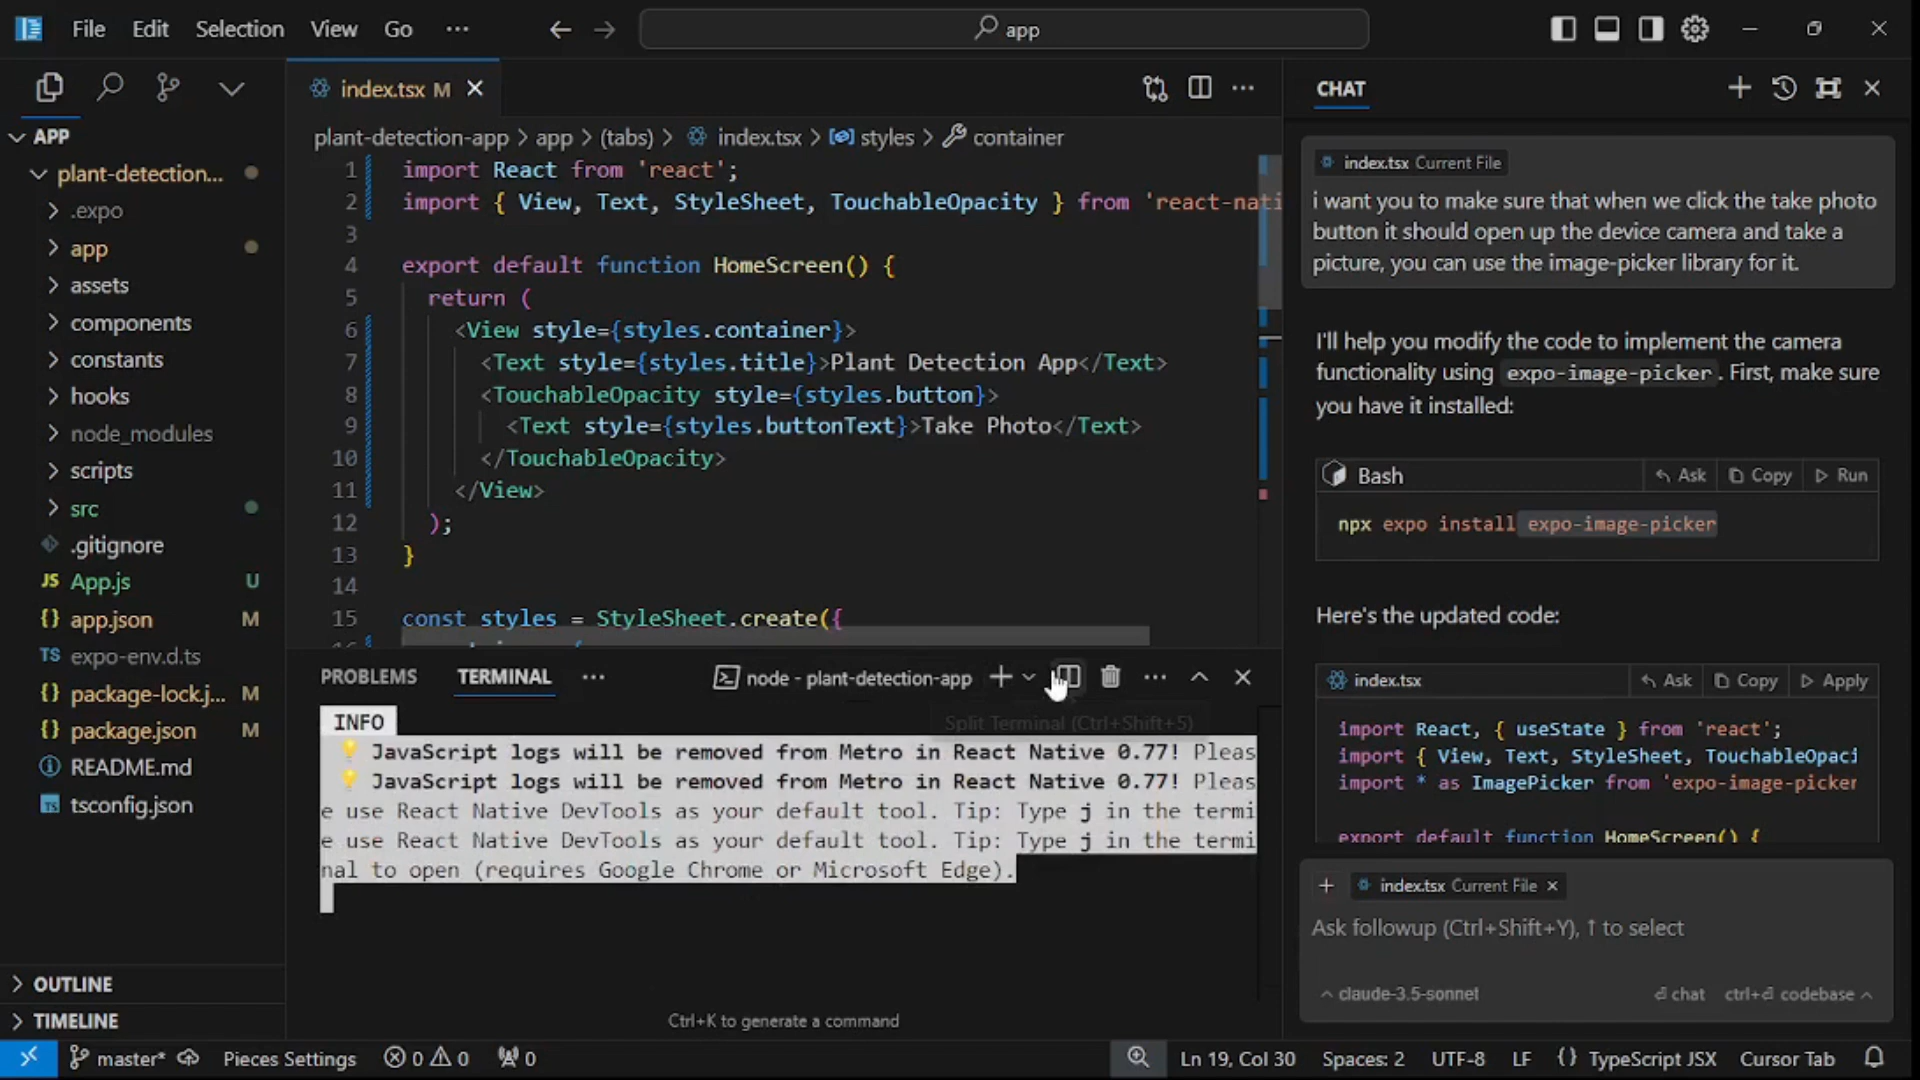 File Edit Selection View Go ···
app
APP
plant-detection...
.expo
app
assets
components
constants
hooks
node_modules
scripts
src
.gitignore
JS App.js U
{} app.json M
TS expo-env.d.ts
package-lock.j... M
package.json M
README.md
TS tsconfig.json
OUTLINE
TIMELINE
index.tsx M
plant-detection-app > app > (tabs) > index.tsx > styles > container
1 import React from 'react';
2 import { View, Text, StyleSheet, TouchableOpacity } from 'react-nati
3
4 export default function HomeScreen() {
5 return (
6 <View style={styles.container}>
7 <Text style={styles.title}>Plant Detection App</Text>
8 <TouchableOpacity style={styles.button}>
9 <Text style={styles.buttonText}>Take Photo</Text>
10 </TouchableOpacity>
11 </View>
12 );
13 }
14
15 const styles = StyleSheet.create({
PROBLEMS TERMINAL ··· node - plant-detection-app
Split Terminal (Ctrl+Shift+5)
INFO
JavaScript logs will be removed from Metro in React Native 0.77! Pleas
JavaScript logs will be removed from Metro in React Native 0.77! Pleas
e use React Native DevTools as your default tool. Tip: Type j in the termi
e use React Native DevTools as your default tool. Tip: Type j in the termi
nal to open (requires Google Chrome or Microsoft Edge).
Ctrl+K to generate a command
CHAT
index.tsx Current File
i want you to make sure that when we click the take photo
button it should open up the device camera and take a
picture, you can use the image-picker library for it.
I'll help you modify the code to implement the camera
functionality using expo-image-picker. First, make sure
you have it installed:
Bash Ask Copy Run
npx expo install expo-image-picker
Here's the updated code:
index.tsx Ask Copy Apply
import React, { useState } from 'react';
import { View, Text, StyleSheet, TouchableOpaci
import * as ImagePicker from 'expo-image-picker
export default function HomeScreen() {
index.tsx Current File
Ask followup (Ctrl+Shift+Y), ↑ to select
claude-3.5-sonnet chat ctrl+⏎ codebase
master* Pieces Settings 0 0 0 Ln 19, Col 30 Spaces: 2 UTF-8 LF {} TypeScript JSX Cursor Tab